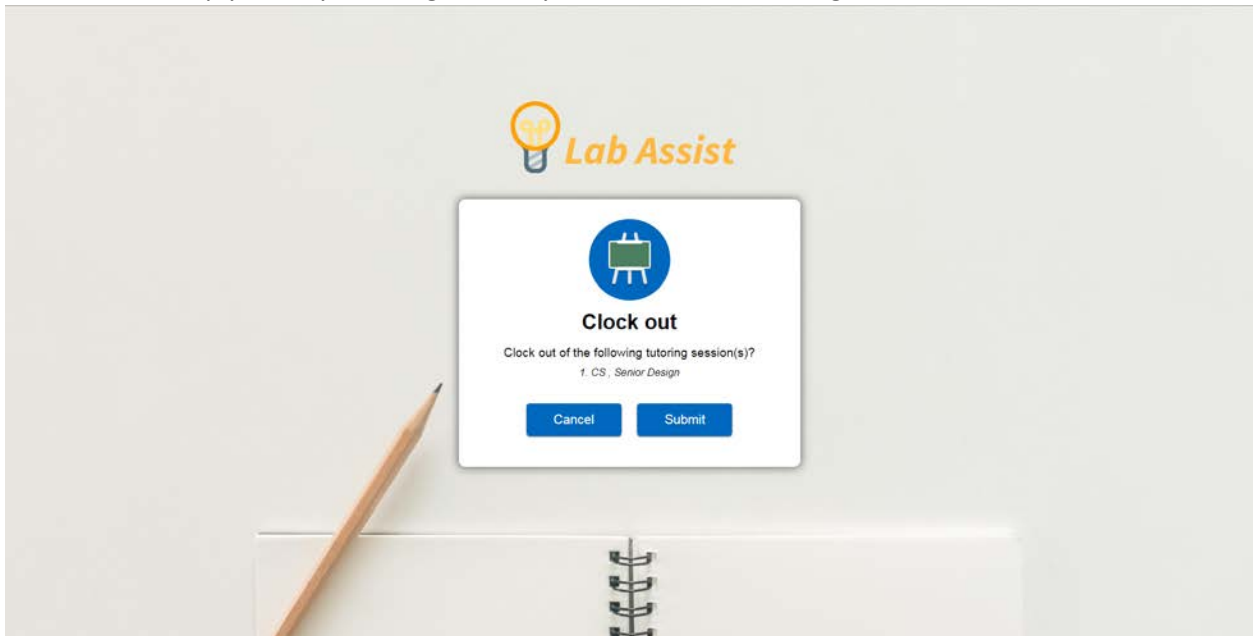 Lab Assist
Clock out
Clock out of the following tutoring session(s)?
1. CS , Senior Design
Cancel Submit